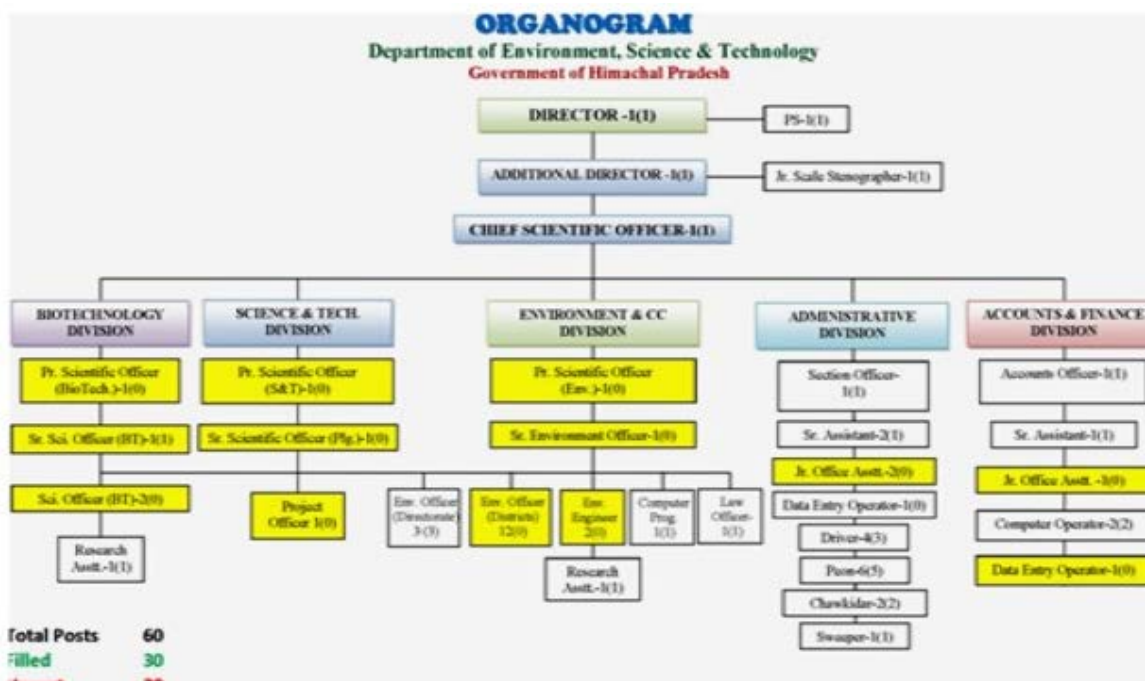 ORGANOGRAM
Department of Environment, Science & Technology
Government of Himachal Pradesh
DIRECTOR -1(1)
PS-1(1)
ADDITIONAL DIRECTOR -1(1)
Jr. Scale Stenographer-1(1)
CHIEF SCIENTIFIC OFFICER-1(1)
BIOTECHNOLOGY
DIVISION
Pr. Scientific Officer
(BioTech.)-1(0)
Sr. Sci. Officer (BT)-1(1)
Sci. Officer (BT)-2(0)
Research
Asstt.-1(1)
SCIENCE & TECH.
DIVISION
Pr. Scientific Officer
(S&T)-1(0)
Sr. Scientific Officer (Plg.)-1(0)
Project
Officer 1(0)
ENVIRONMENT & CC
DIVISION
Pr. Scientific Officer
(Env.)-1(0)
Sr. Environment Officer-1(0)
Env. Officer
(Directorate)
3 (3)
Env. Officer
(Districts)
12(0)
Env.
Engineer
2(0)
Research
Asstt.-1(1)
Computer
Prog.
1(1)
Law
Officer-
1(1)
ADMINISTRATIVE
DIVISION
Section Officer-
1(1)
Sr. Assistant-2(1)
Jr. Office Asstt.-2(0)
Data Entry Operator-1(0)
Driver-4(3)
Peon-6(5)
Chawkidar-2(2)
Sweeper-1(1)
ACCOUNTS & FINANCE
DIVISION
Accounts Officer-1(1)
Sr. Assistant-1(1)
Jr. Office Asstt. -1(0)
Computer Operator-2(2)
Data Entry Operator-1(0)
Total Posts 60
Filled 30